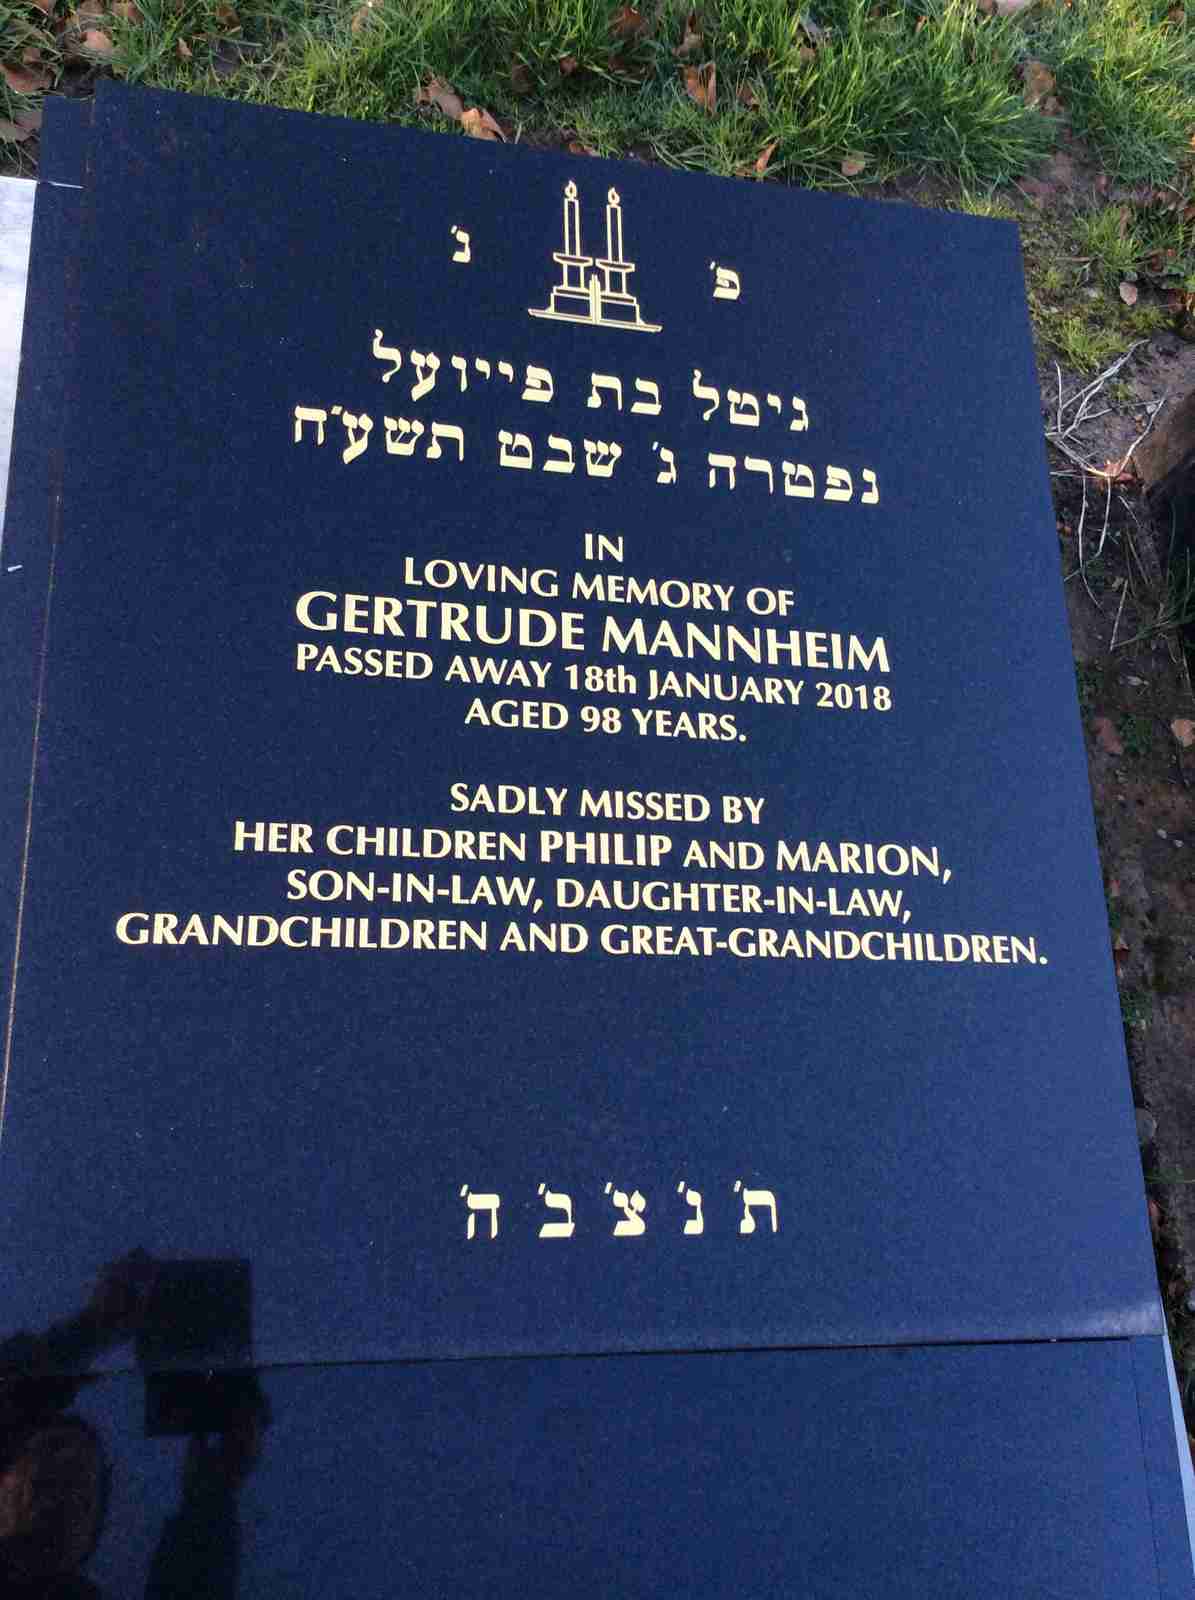 פ' נ'
גיטל בת פייועל
נפטרה ג' שבט תשע"ח
IN
LOVING MEMORY OF
GERTRUDE MANNHEIM
PASSED AWAY 18th JANUARY 2018
AGED 98 YEARS.
SADLY MISSED BY
HER CHILDREN PHILIP AND MARION,
SON-IN-LAW, DAUGHTER-IN-LAW,
GRANDCHILDREN AND GREAT-GRANDCHILDREN.
ת' נ' צ' ב' ה'